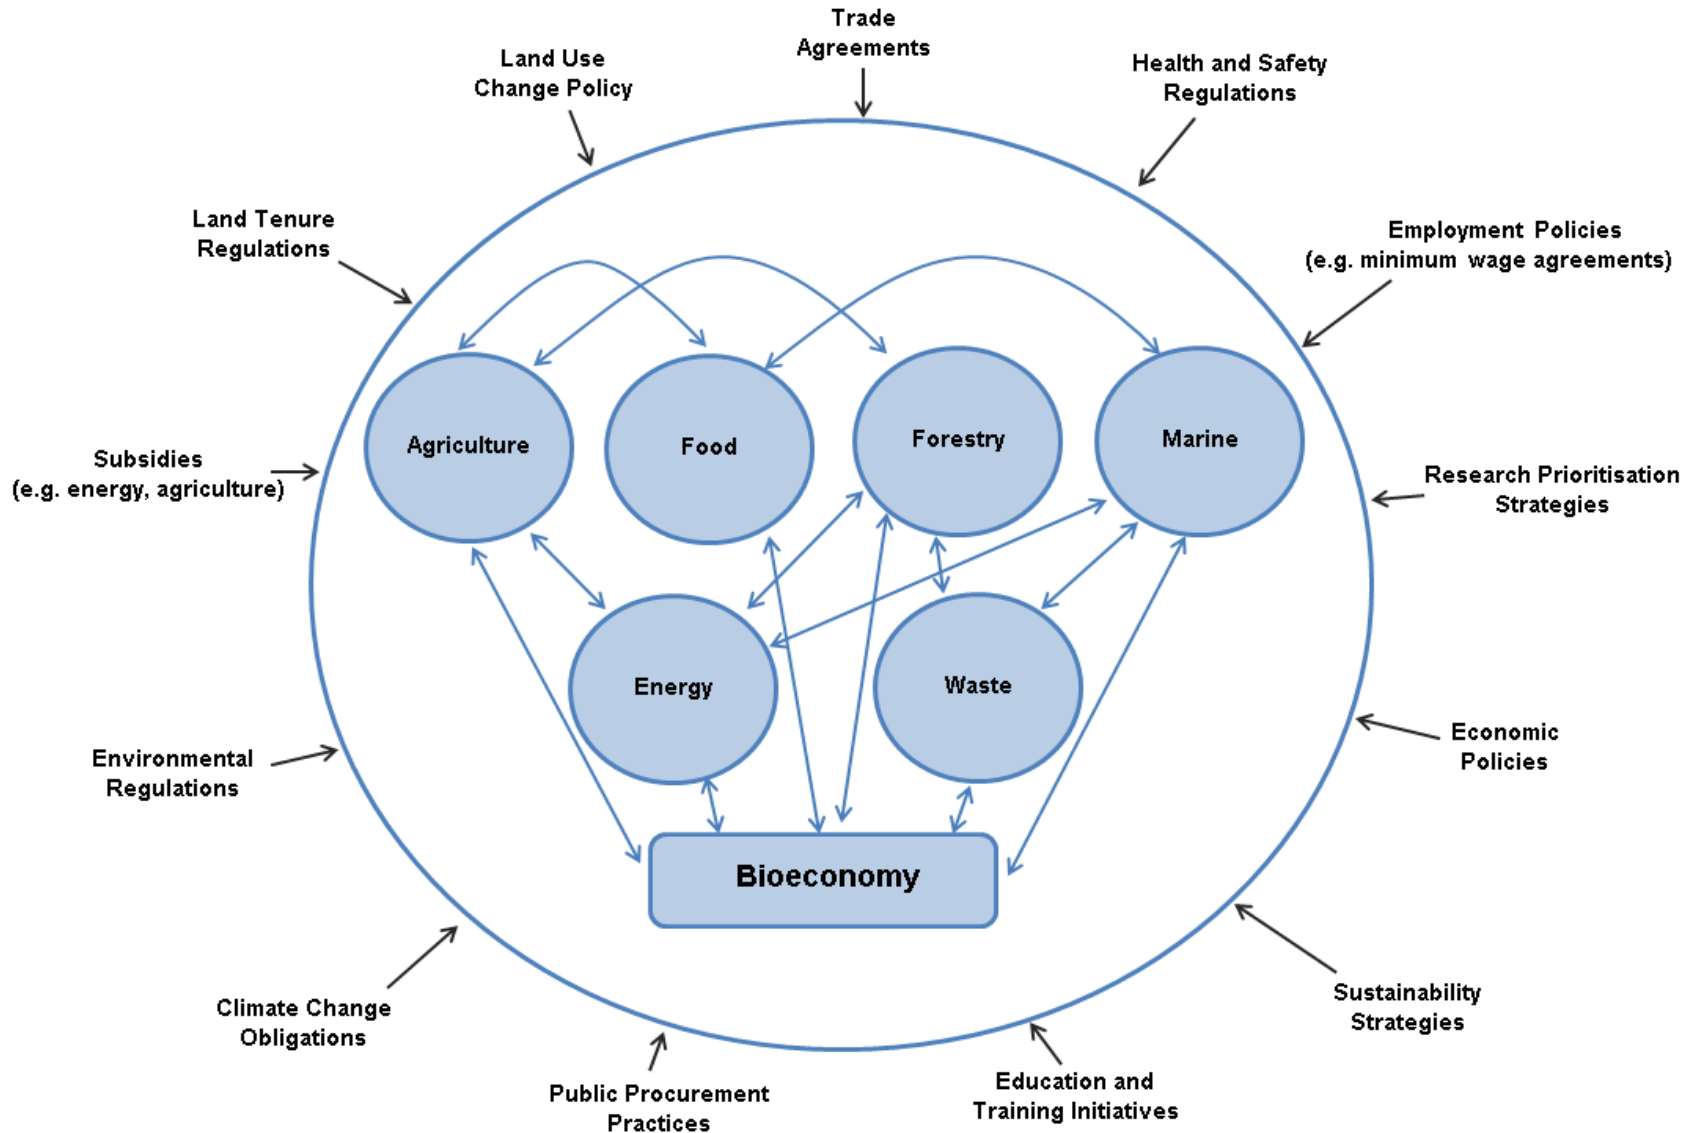 Trade
Agreements
Land Use
Change Policy
Health and Safety
Regulations
Land Tenure
Regulations
Employment Policies
(e.g. minimum wage agreements)
Agriculture
Food
Forestry
Marine
Subsidies
(e.g. energy, agriculture)
Research Prioritisation
Strategies
Energy
Waste
Environmental
Regulations
Economic
Policies
Bioeconomy
Climate Change
Obligations
Sustainability
Strategies
Public Procurement
Practices
Education and
Training Initiatives